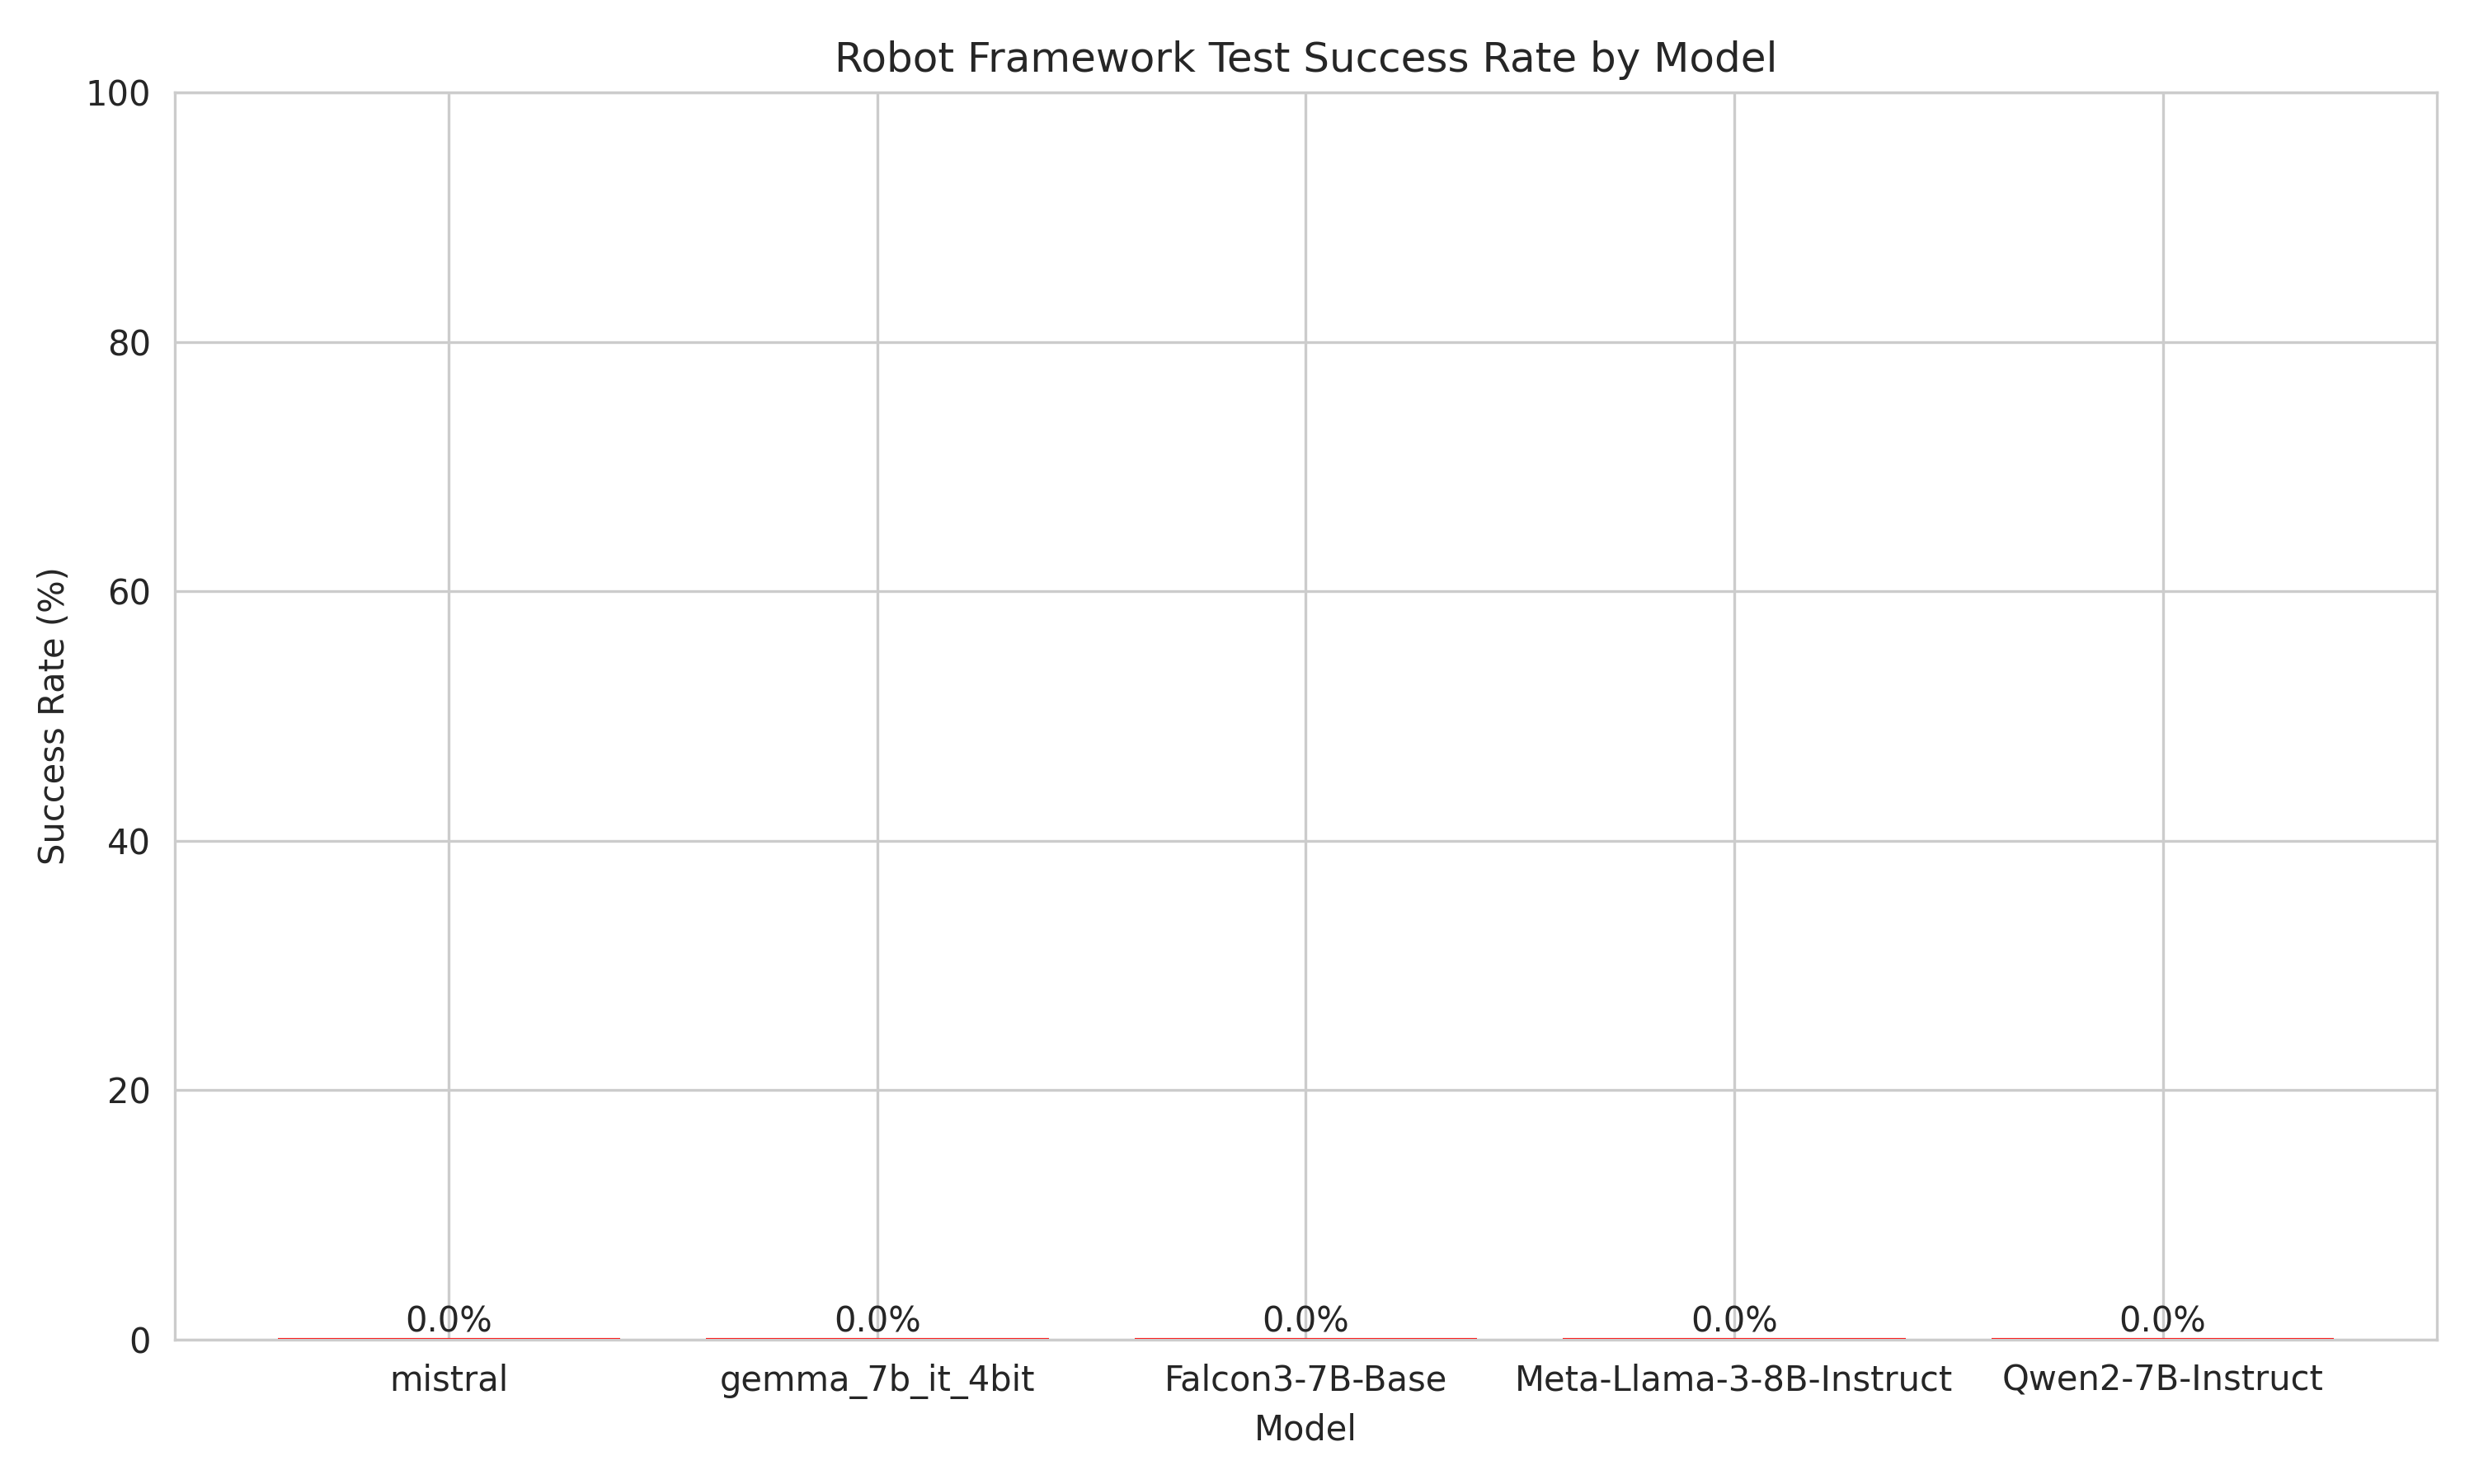 Robot Framework Test Success Rate by Model
100
80
60
40
20
0
Success Rate (%)
0.0% 0.0% 0.0% 0.0% 0.0%
mistral gemma_7b_it_4bit Falcon3-7B-Base Meta-Llama-3-8B-Instruct Qwen2-7B-Instruct
Model